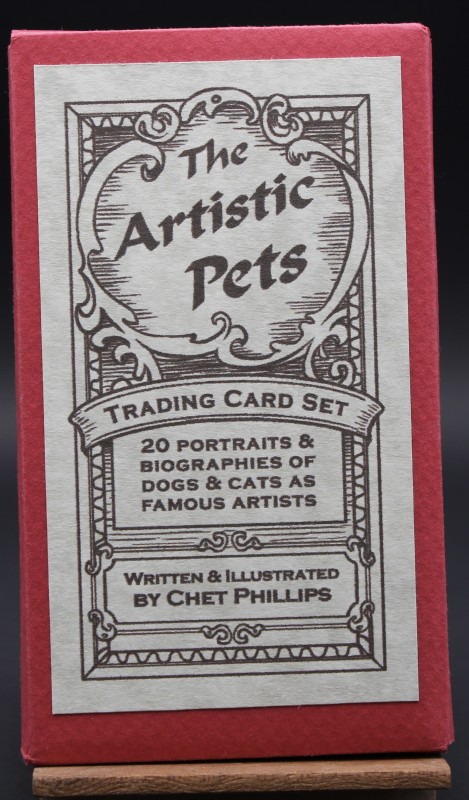 The
Artistic
Pets
TRADING CARD SET
20 PORTRAITS &
BIOGRAPHIES OF
DOGS & CATS AS
FAMOUS ARTISTS
WRITTEN & ILLUSTRATED
BY CHET PHILLIPS